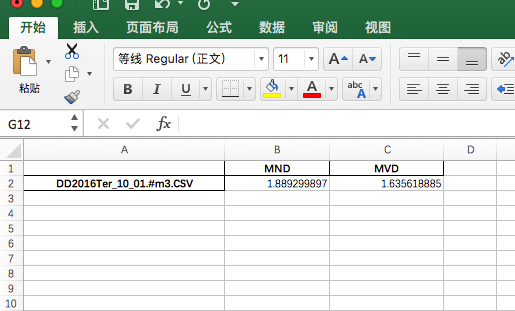 开始 插入 页面布局 公式 数据 审阅 视图
等线 Regular (正文) 11 A A
粘贴 B I U A abc A ab
G12 fx
A B C D
1 MND MVD
2 DD2016Ter_10_01.#m3.CSV 1.889299897 1.635618885
3
4
5
6
7
8
9
10